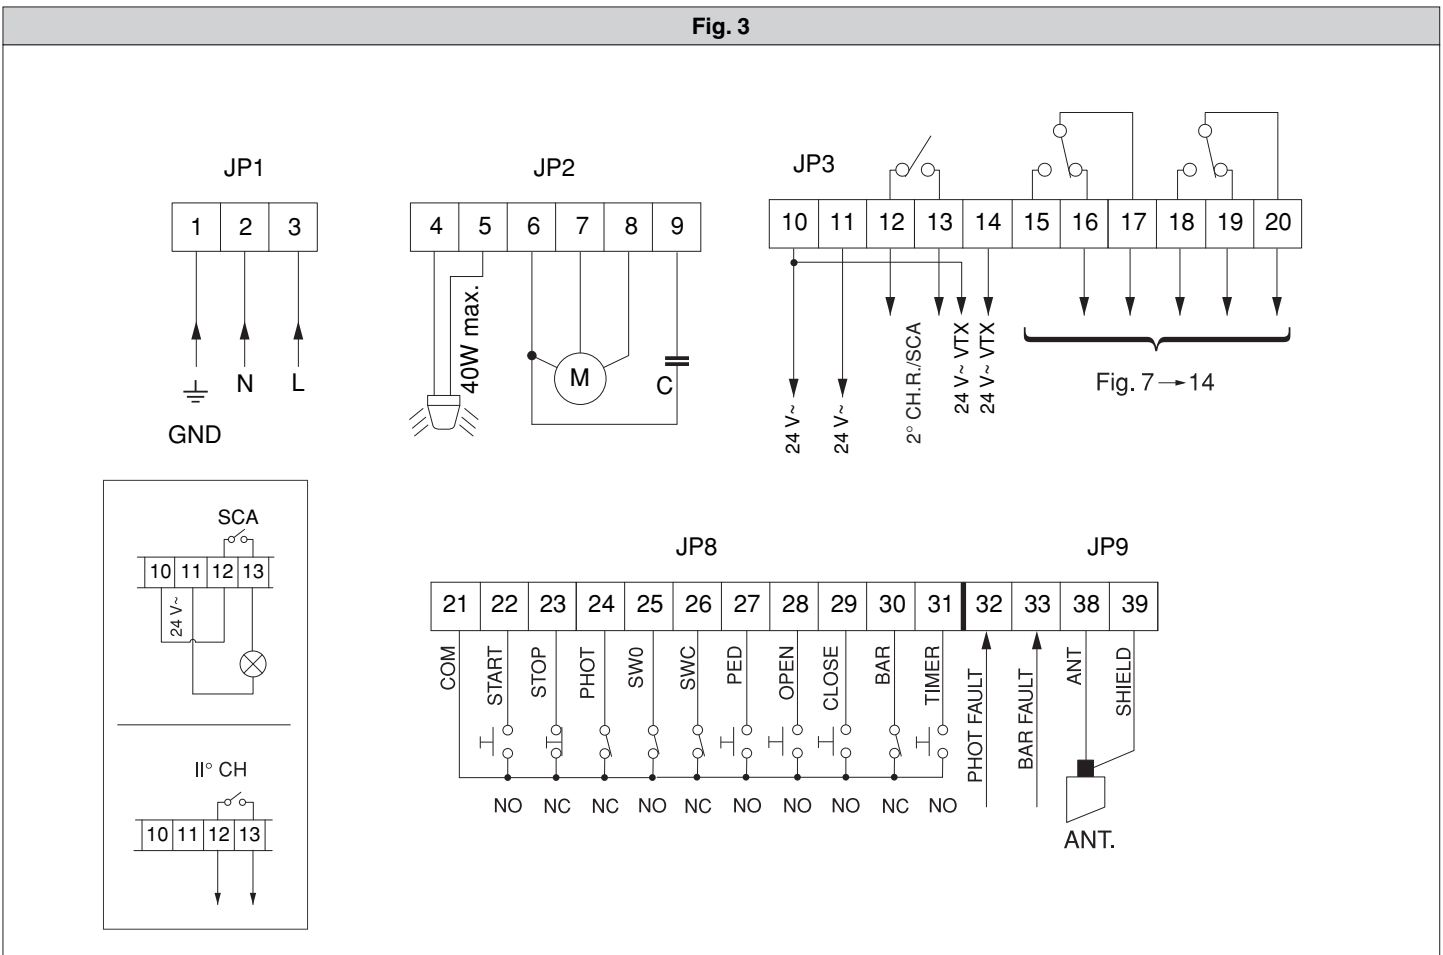 Fig. 3
JP1
1 2 3
N L
GND
JP2
4 5 6 7 8 9
40W max.
M
C
JP3
10 11 12 13 14 15 16 17 18 19 20
24 V~
24 V~
2° CH.R./SCA
24 V~ VTX
24 V~ VTX
Fig. 7 → 14
SCA
10 11 12 13
24 V~
II° CH
10 11 12 13
JP8
JP9
21 22 23 24 25 26 27 28 29 30 31 32 33 38 39
COM
START
STOP
PHOT
SW0
SWC
PED
OPEN
CLOSE
BAR
TIMER
PHOT FAULT
BAR FAULT
ANT
SHIELD
NO NC NC NO NC NO NO NO NC NO
ANT.